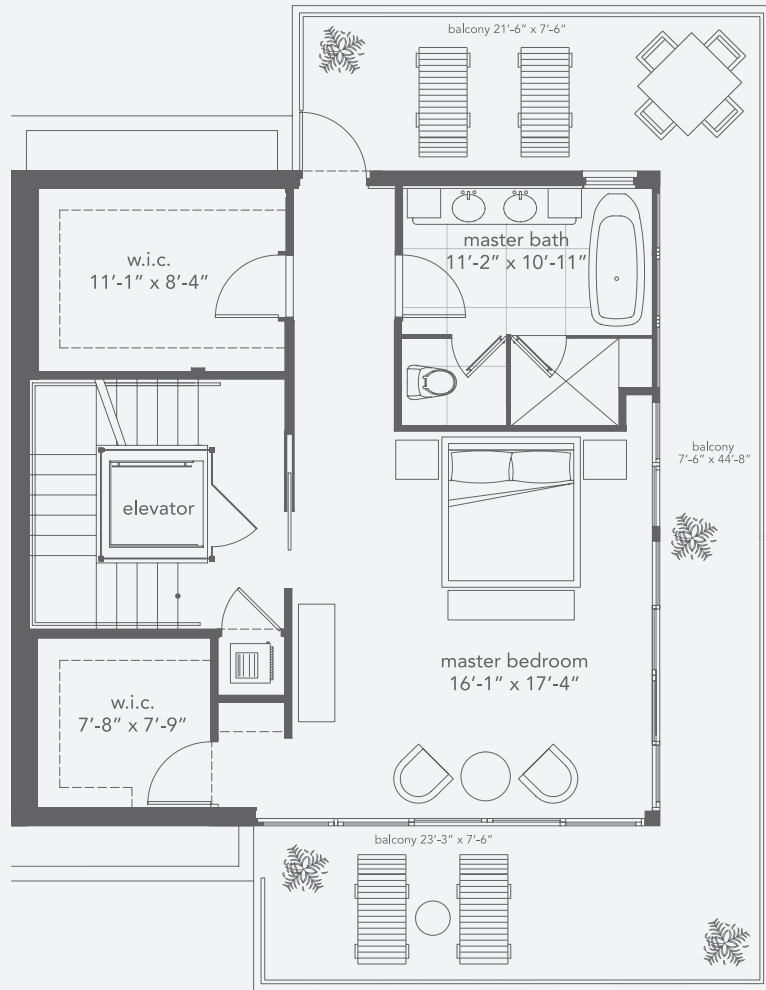 balcony 21’-6” x 7’-6”
w.i.c.
11’-1” x 8’-4”
master bath
11’-2” x 10’-11”
balcony
7’-6” x 44’-8”
elevator
master bedroom
16’-1” x 17’-4”
w.i.c.
7’-8” x 7’-9”
balcony 23’-3” x 7’-6”